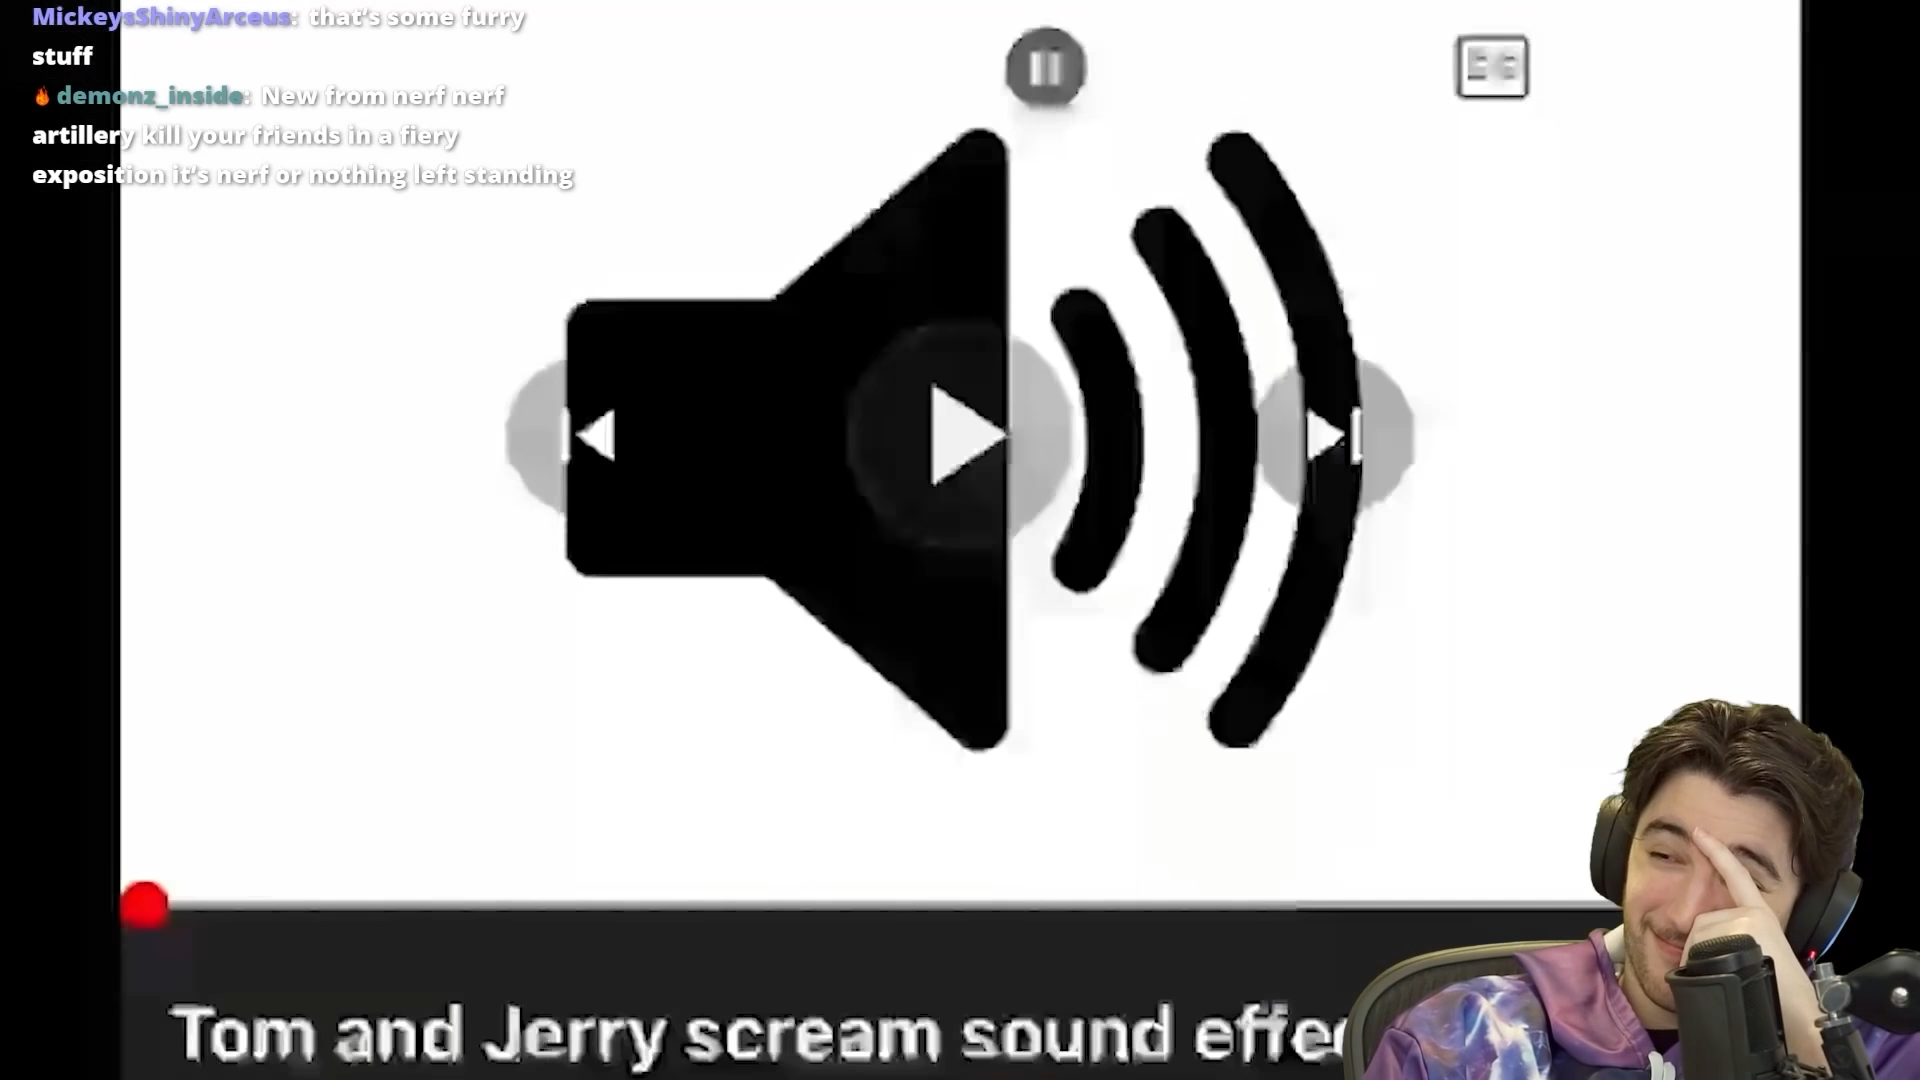 MickeysShinyArceus: that's some furry
stuff
demonz_inside: New from nerf nerf
artillery kill your friends in a fiery
exposition it's nerf or nothing left standing
Tom and Jerry scream sound effec